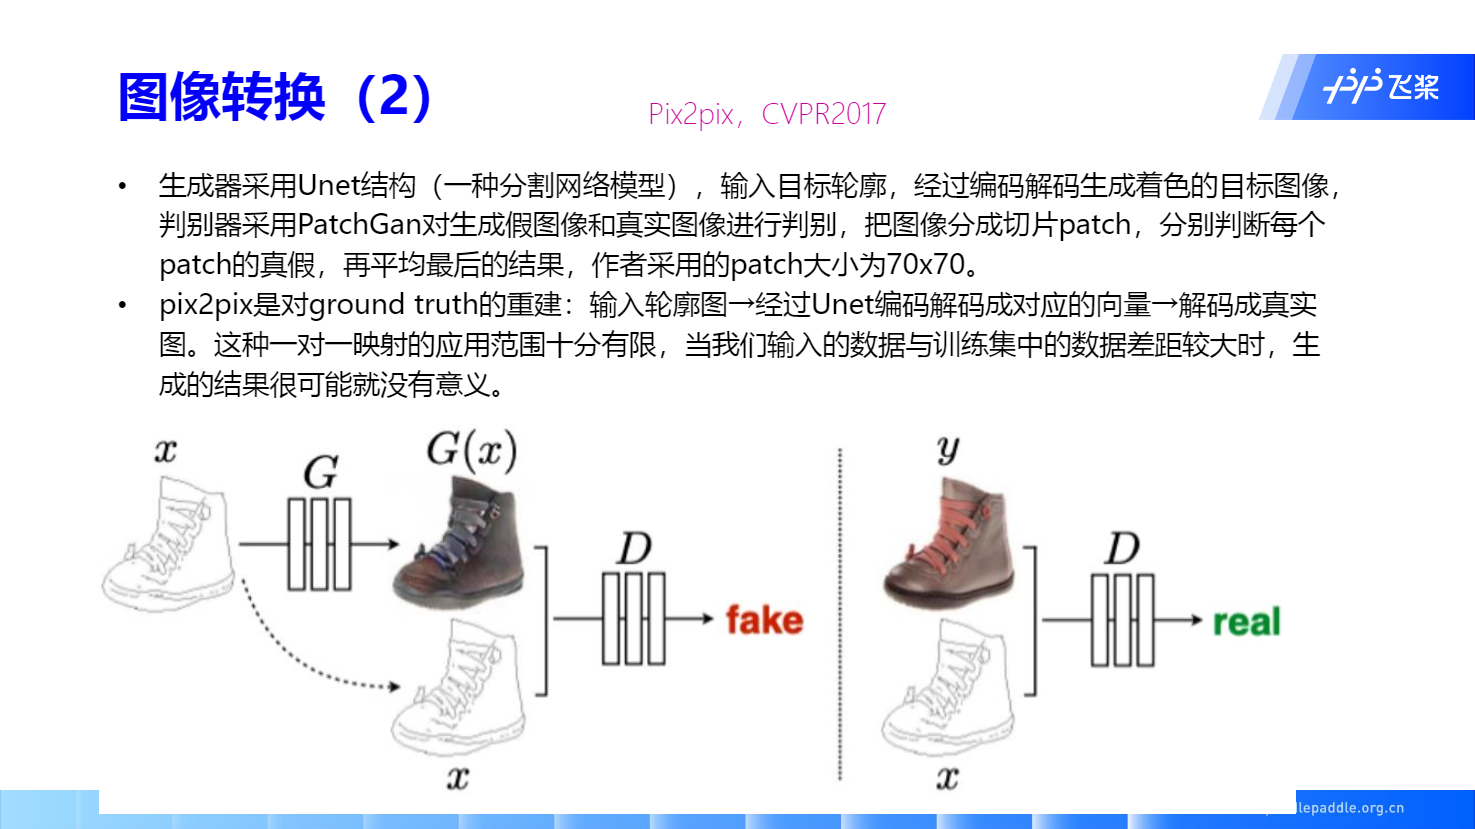 图像转换（2）
Pix2pix，CVPR2017
飞桨
• 生成器采用Unet结构（一种分割网络模型），输入目标轮廓，经过编码解码生成着色的目标图像，
判别器采用PatchGan对生成假图像和真实图像进行判别，把图像分成切片patch，分别判断每个
patch的真假，再平均最后的结果，作者采用的patch大小为70x70。
• pix2pix是对ground truth的重建：输入轮廓图→经过Unet编码解码成对应的向量→解码成真实
图。这种一对一映射的应用范围十分有限，当我们输入的数据与训练集中的数据差距较大时，生
成的结果很可能就没有意义。
x
G
G(x)
D
fake
x
y
D
real
x
dlepaddle.org.cn